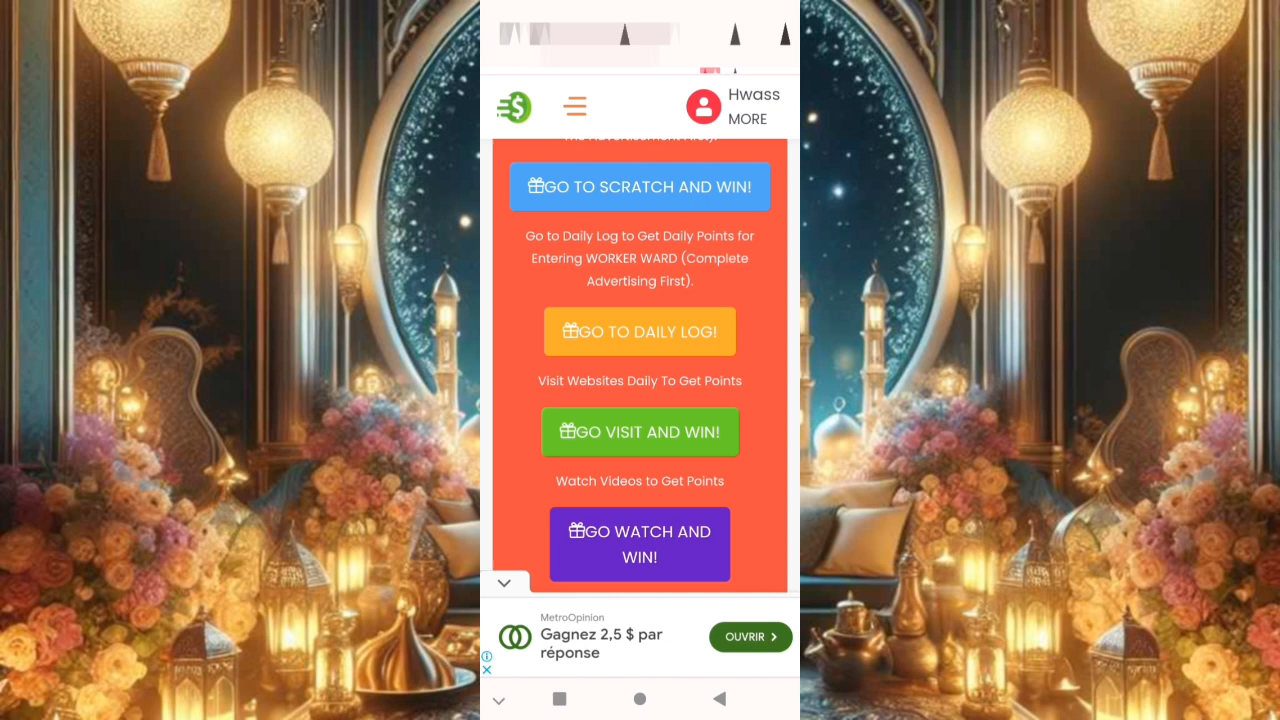 Hwass
MORE
GO TO SCRATCH AND WIN!
Go to Daily Log to Get Daily Points for
Entering WORKER WARD (Complete
Advertising First).
GO TO DAILY LOG!
Visit Websites Daily To Get Points
GO VISIT AND WIN!
Watch Videos to Get Points
GO WATCH AND
WIN!
MetroOpinion
Gagnez 2,5 $ par
réponse
OUVRIR